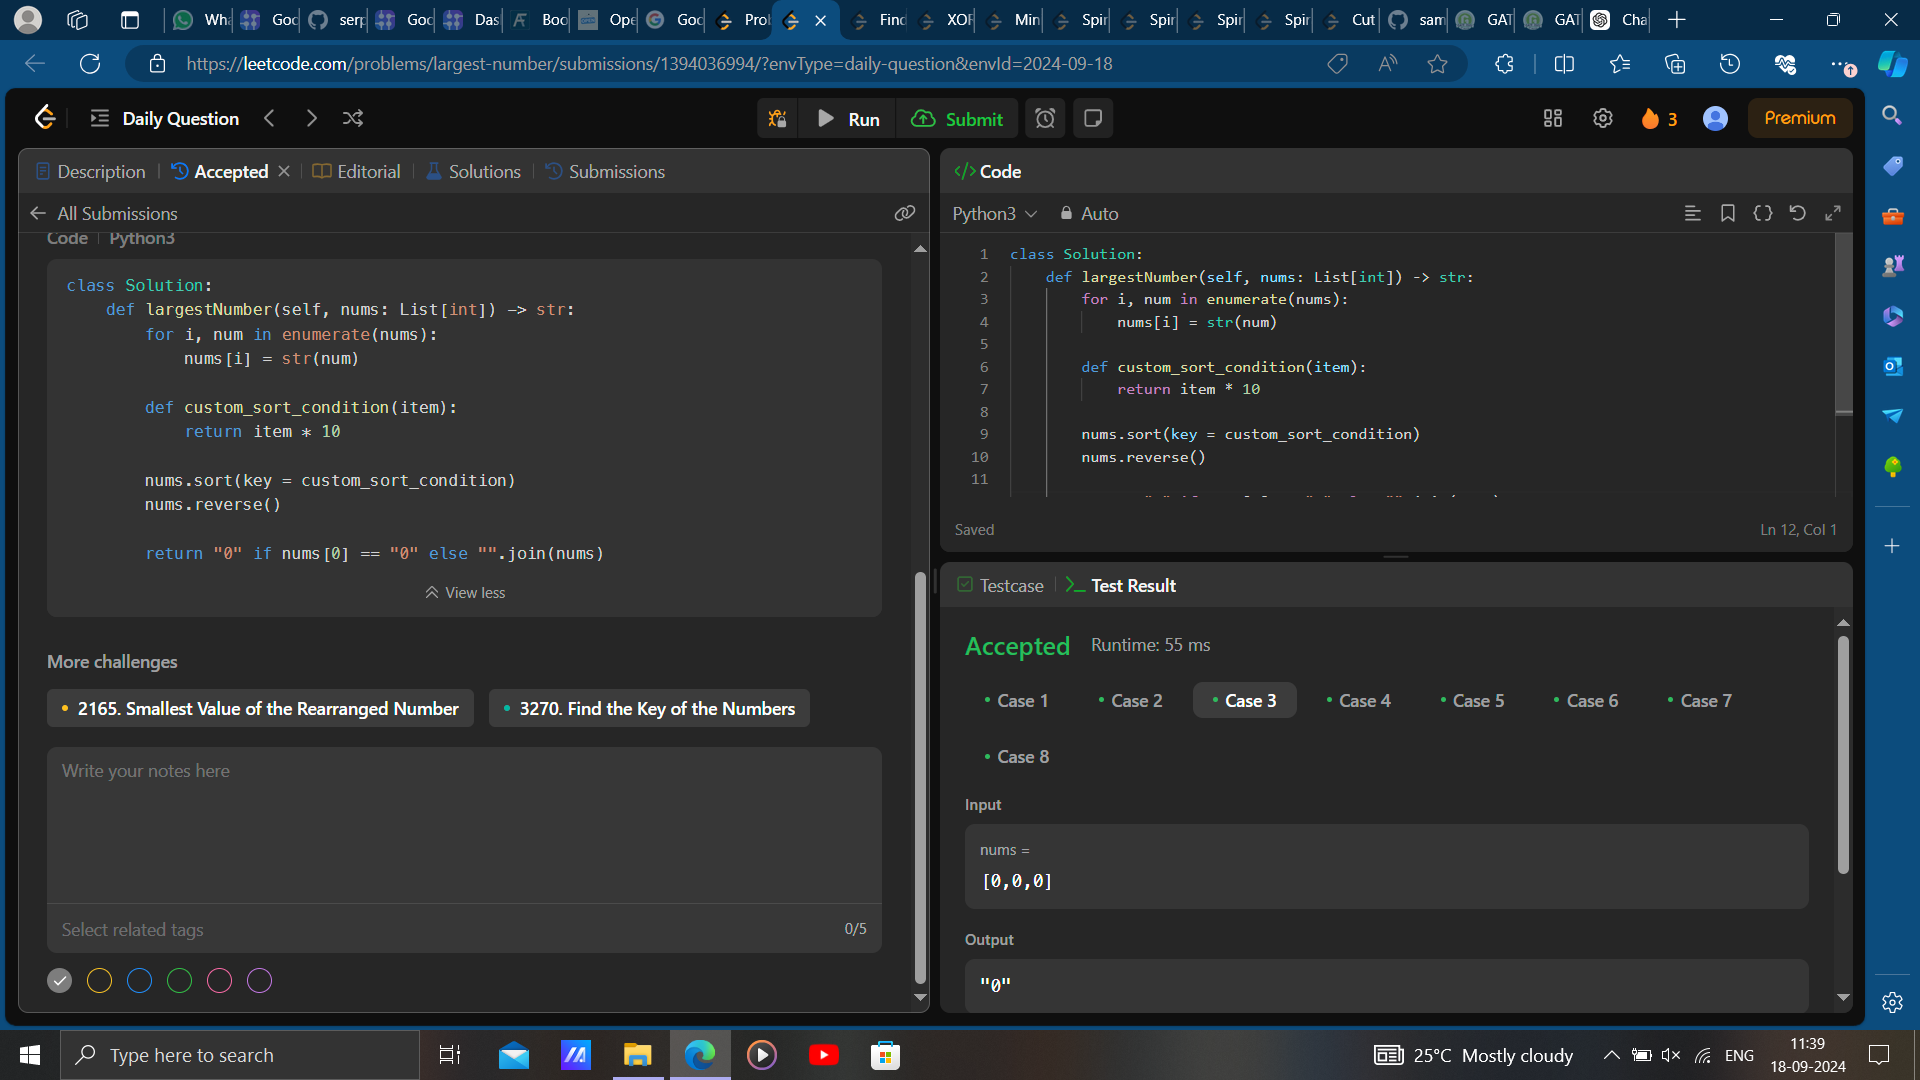 Wha
Goo
serp
Goo
Das
Boo
Ope
Goo
Prob
Find
XOR
Min
Spir
Spir
Spir
Spir
Cut
sam
GAT
GAT
Cha
https://leetcode.com/problems/largest-number/submissions/1394036994/?envType=daily-question&envId=2024-09-18
Daily Question
Run
Submit
3
Premium
Description
Accepted
Editorial
Solutions
Submissions
All Submissions
Code
Python3
class Solution:
    def largestNumber(self, nums: List[int]) -> str:
        for i, num in enumerate(nums):
            nums[i] = str(num)
        def custom_sort_condition(item):
            return item * 10
        nums.sort(key = custom_sort_condition)
        nums.reverse()
        return "0" if nums[0] == "0" else "".join(nums)
View less
More challenges
2165. Smallest Value of the Rearranged Number
3270. Find the Key of the Numbers
Write your notes here
Select related tags
0/5
</> Code
Python3
Auto
1 class Solution:
2     def largestNumber(self, nums: List[int]) -> str:
3         for i, num in enumerate(nums):
4             nums[i] = str(num)
5
6         def custom_sort_condition(item):
7             return item * 10
8
9         nums.sort(key = custom_sort_condition)
10         nums.reverse()
11
Saved
Ln 12, Col 1
Testcase
Test Result
Accepted
Runtime: 55 ms
Case 1
Case 2
Case 3
Case 4
Case 5
Case 6
Case 7
Case 8
Input
nums =
[0,0,0]
Output
"0"
Type here to search
25°C Mostly cloudy
ENG
11:39
18-09-2024